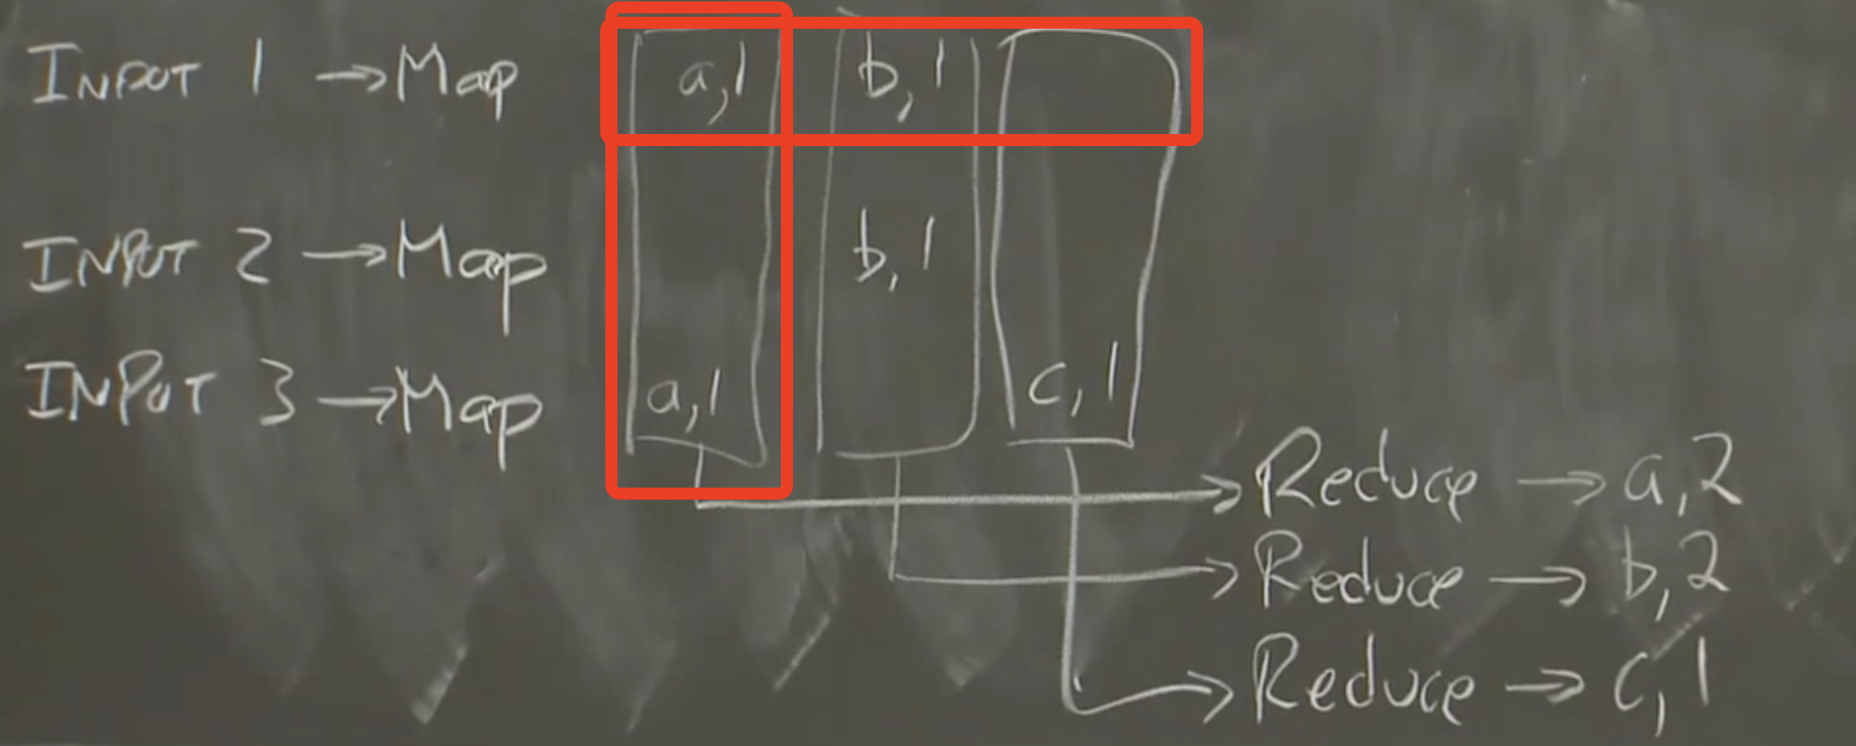 INPUT 1 →Map a,1 b,1
INPUT 2 →Map b,1
INPUT 3 →Map a,1 c,1
Reduce → a,2
Reduce → b,2
Reduce → c,1